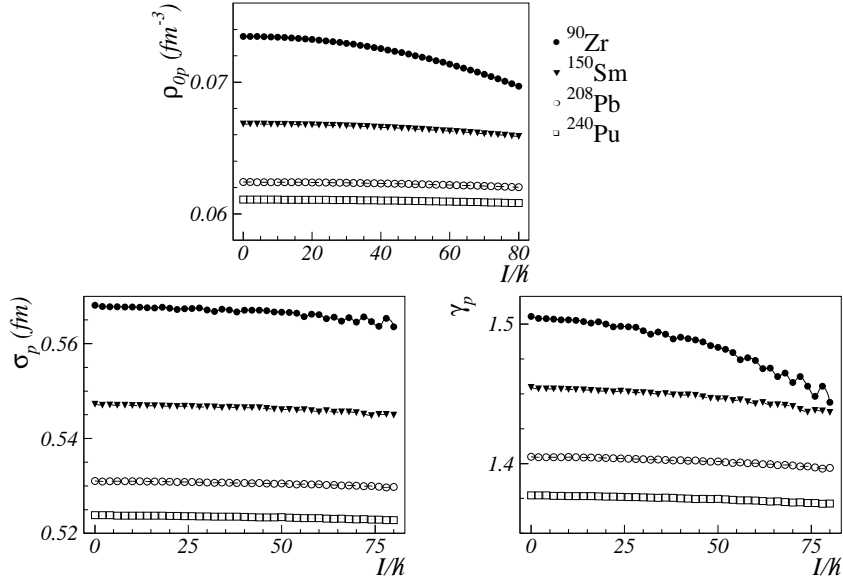 ρ₀ₚ (fm⁻³)
0.07
0.06
0 20 40 60 80
I/ℏ
⁹⁰Zr
¹⁵⁰Sm
²⁰⁸Pb
²⁴⁰Pu
σₚ (fm)
0.56
0.54
0.52
0 25 50 75
I/ℏ
γₚ
1.5
1.4
0 25 50 75
I/ℏ